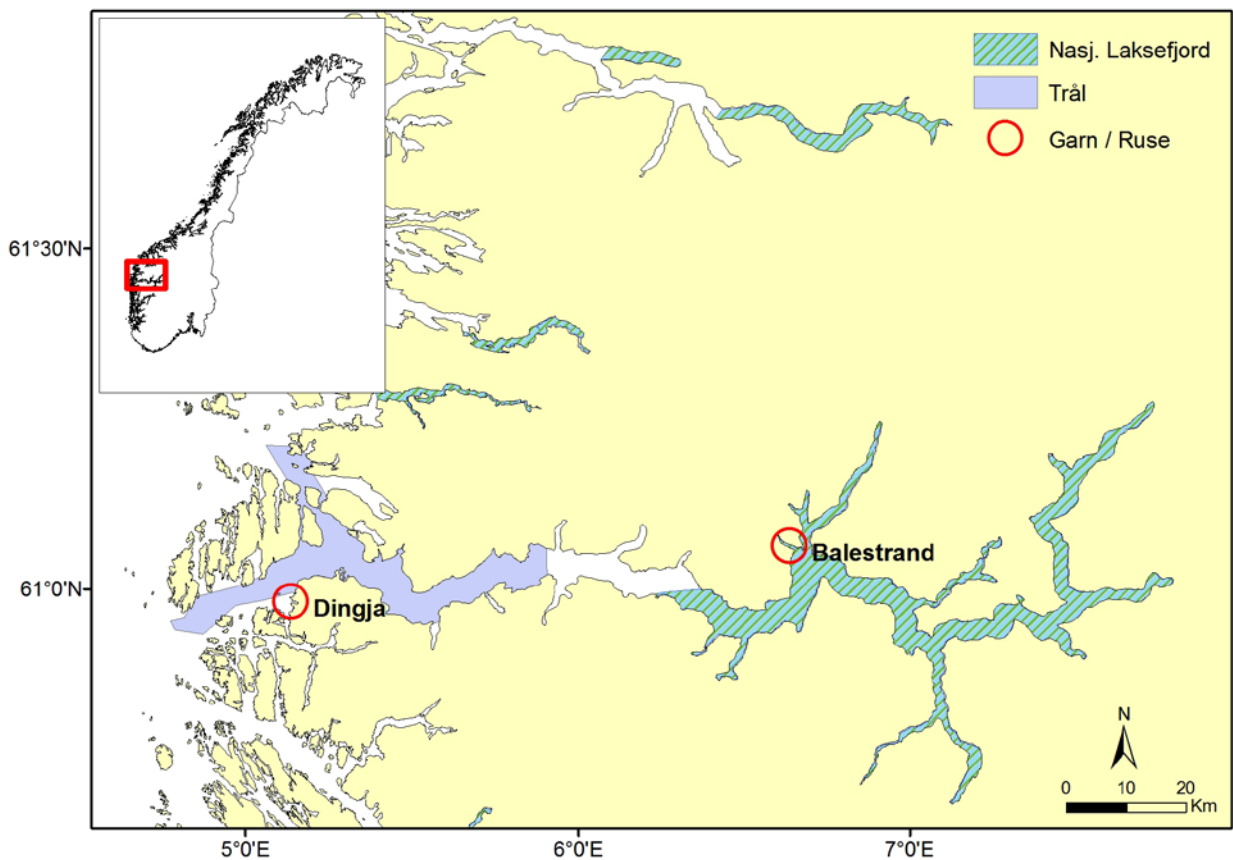 Nasj. Laksefjord
Trål
Garn / Ruse
61°30'N
Balestrand
61°0'N
Dingja
N
0 10 20
Km
5°0'E 6°0'E 7°0'E